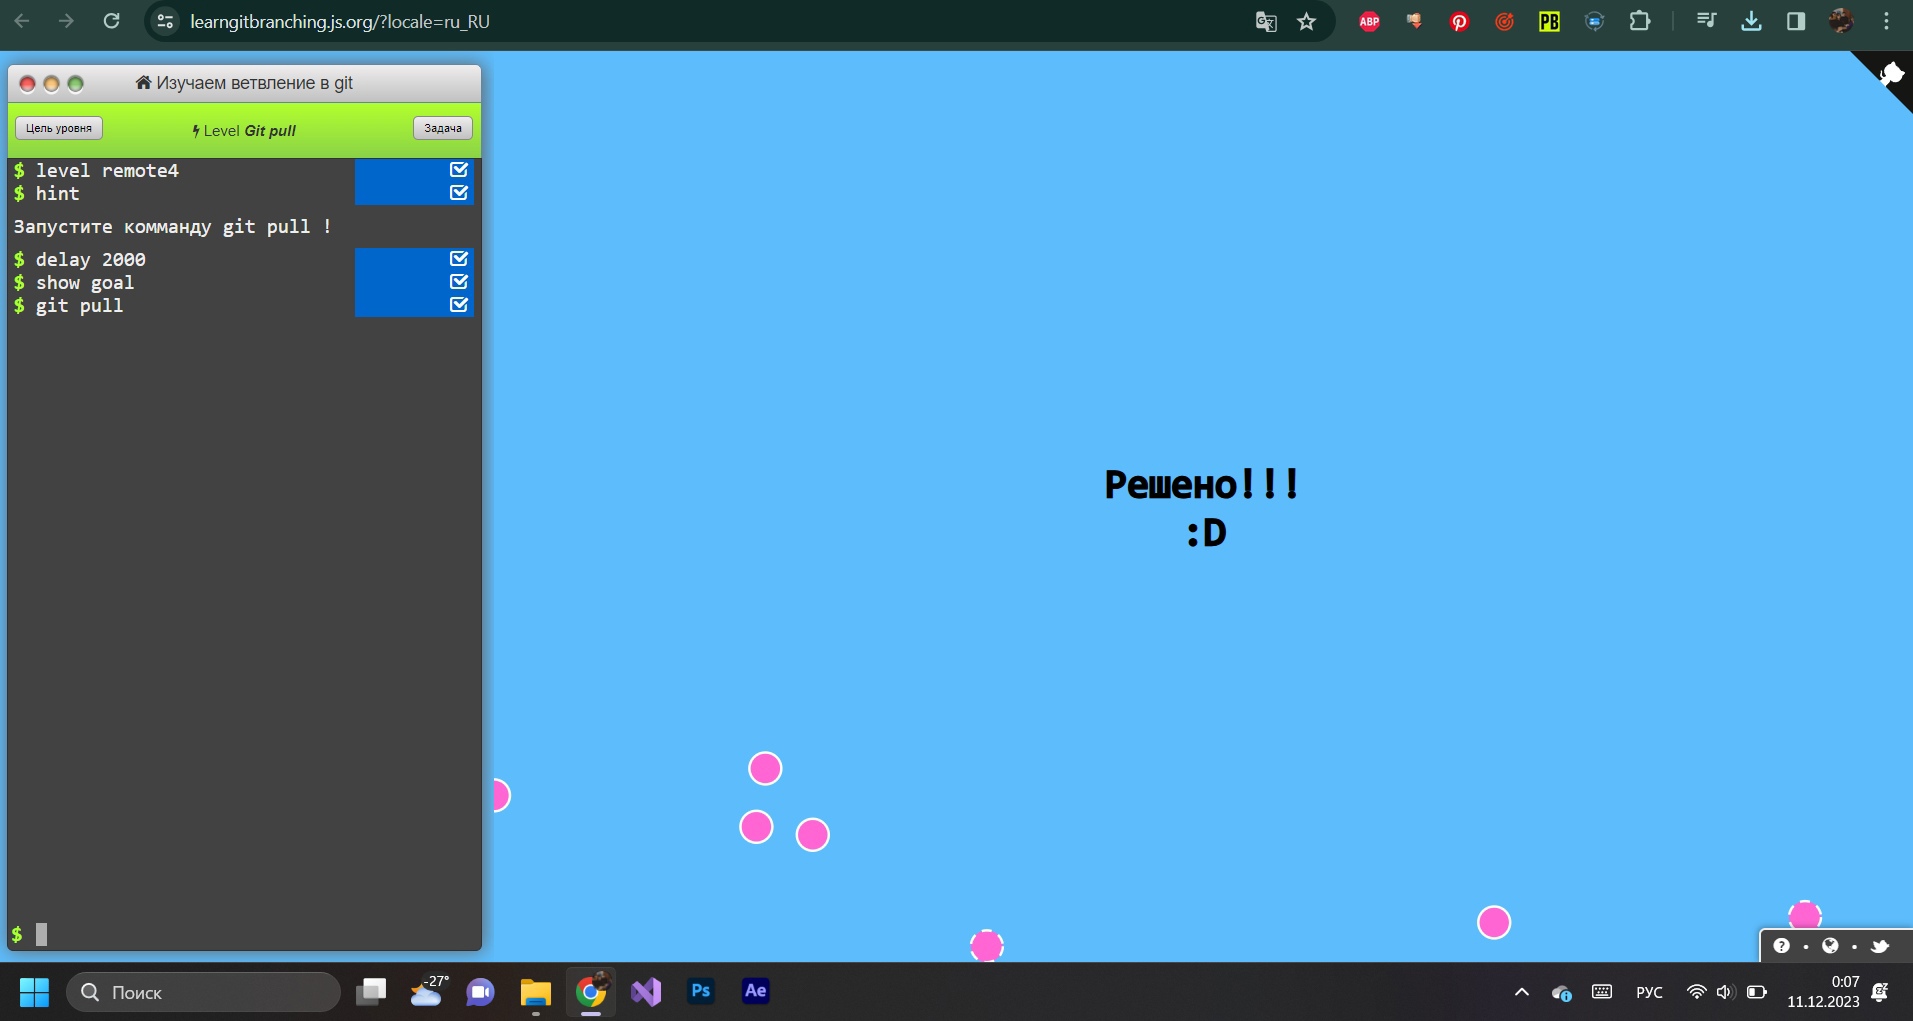 learngitbranching.js.org/?locale=ru_RU
ABP
PB
Изучаем ветвление в git
Цель уровня
Level Git pull
Задача
$ level remote4
$ hint
Запустите комманду git pull !
$ delay 2000
$ show goal
$ git pull
Решено!!!
:D
$
Поиск
-27°
Ps
Ae
РУС
0:07
11.12.2023